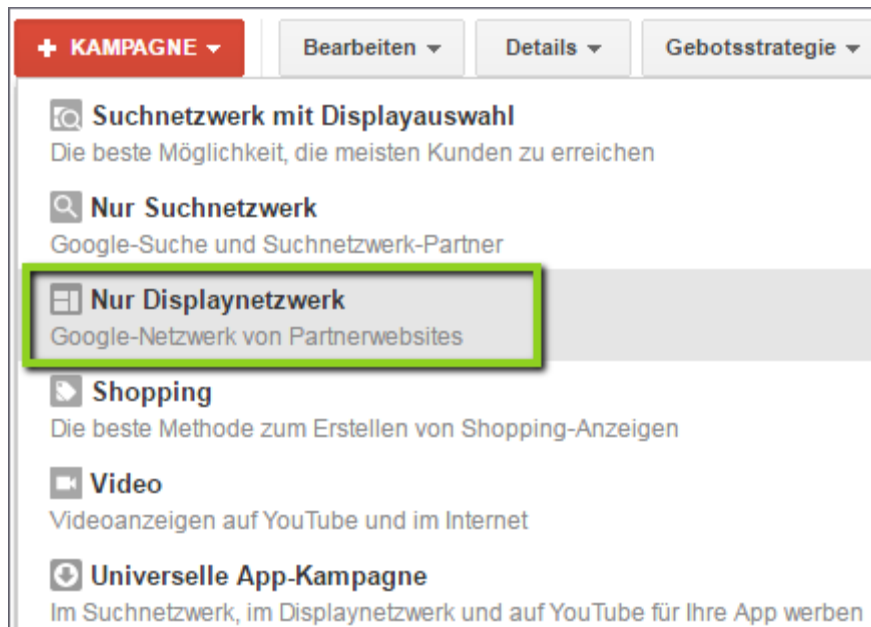 + KAMPAGNE Bearbeiten Details Gebotsstrategie
Suchnetzwerk mit Displayauswahl
Die beste Möglichkeit, die meisten Kunden zu erreichen
Nur Suchnetzwerk
Google-Suche und Suchnetzwerk-Partner
Nur Displaynetzwerk
Google-Netzwerk von Partnerwebsites
Shopping
Die beste Methode zum Erstellen von Shopping-Anzeigen
Video
Videoanzeigen auf YouTube und im Internet
Universelle App-Kampagne
Im Suchnetzwerk, im Displaynetzwerk und auf YouTube für Ihre App werben